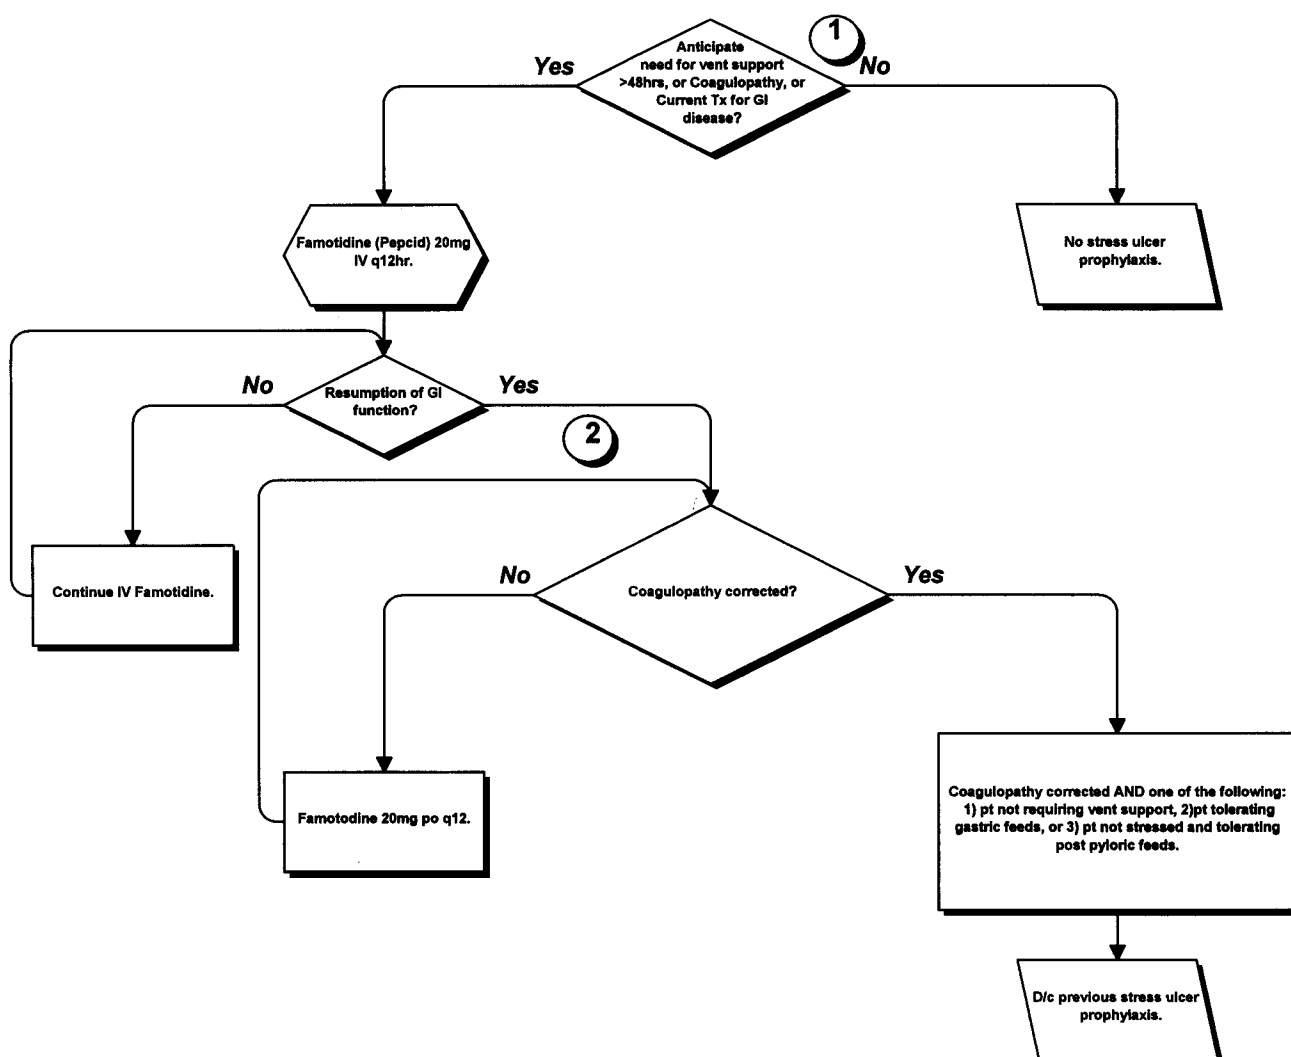 1
Anticipate
need for vent support
>48hrs, or Coagulopathy, or
Current Tx for GI
disease?
Yes
No
Famotidine (Pepcid) 20mg
IV q12hr.
No stress ulcer
prophylaxis.
No
Resumption of GI
function?
Yes
2
Continue IV Famotidine.
No
Coagulopathy corrected?
Yes
Famotodine 20mg po q12.
Coagulopathy corrected AND one of the following:
1) pt not requiring vent support, 2)pt tolerating
gastric feeds, or 3) pt not stressed and tolerating
post pyloric feeds.
D/c previous stress ulcer
prophylaxis.